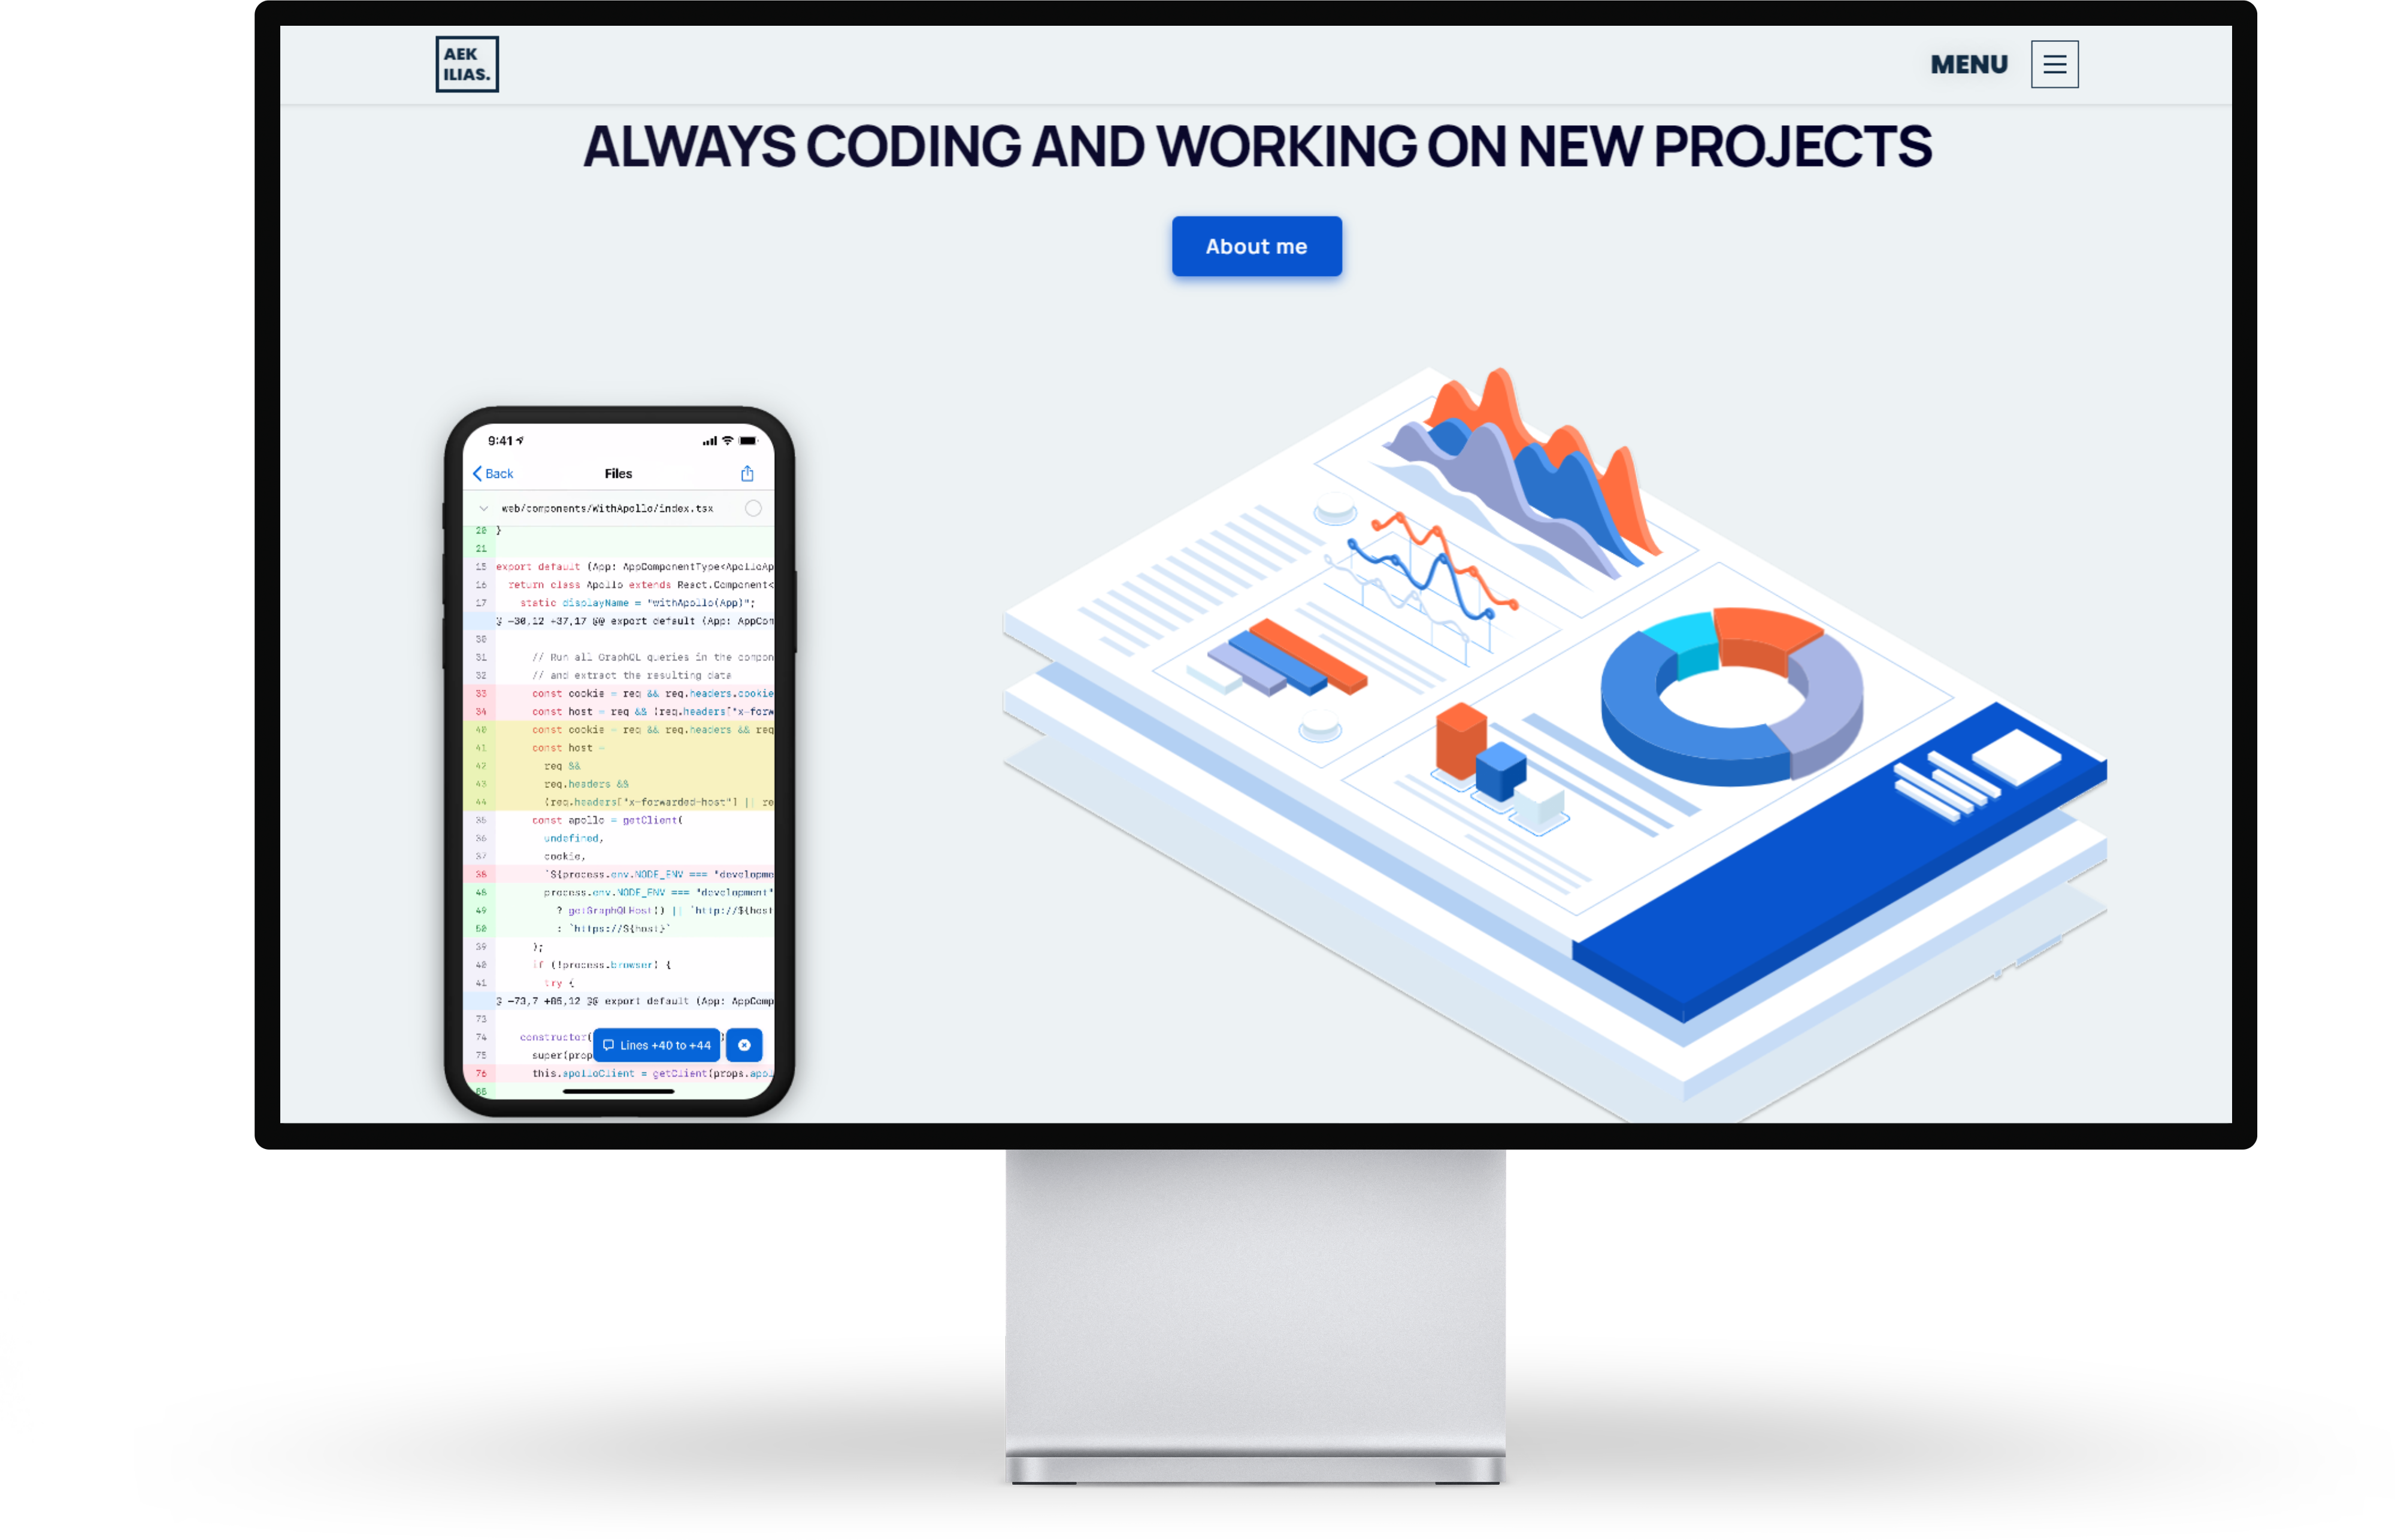 AEK
ILIAS.
MENU
ALWAYS CODING AND WORKING ON NEW PROJECTS
About me
9:41
Back
Files
web/components/WithApollo/index.tsx
20 }
21
15 export default (App: AppComponentType<ApolloAp
16 return class Apollo extends React.Component<
17 static displayName = "withApollo(App)";
-30,12 +37,17 @@ export default (App: AppCom
30
31 // Run all GraphQL queries in the compon
32 // and extract the resulting data
33 const cookie = req && req.headers.cookie
34 const host = req && (req.headers["x-forw
40 const cookie = req && req.headers && req
41 const host =
42 req &&
43 req.headers &&
44 (req.headers["x-forwarded-host"] || re
35 const apollo = getClient(
36 undefined,
37 cookie,
38 `${process.env.NODE_ENV === "developme
48 process.env.NODE_ENV === "development"
49 ? getGraphQLHost() || `http://${host
50 : `https://${host}`
39 );
40 if (!process.browser) {
41 try {
-73,7 +85,12 @@ export default (App: AppComp
73
74 constructor(
Lines +40 to +44
75 super(prop
76 this.apolloClient = getClient(props.apol
88